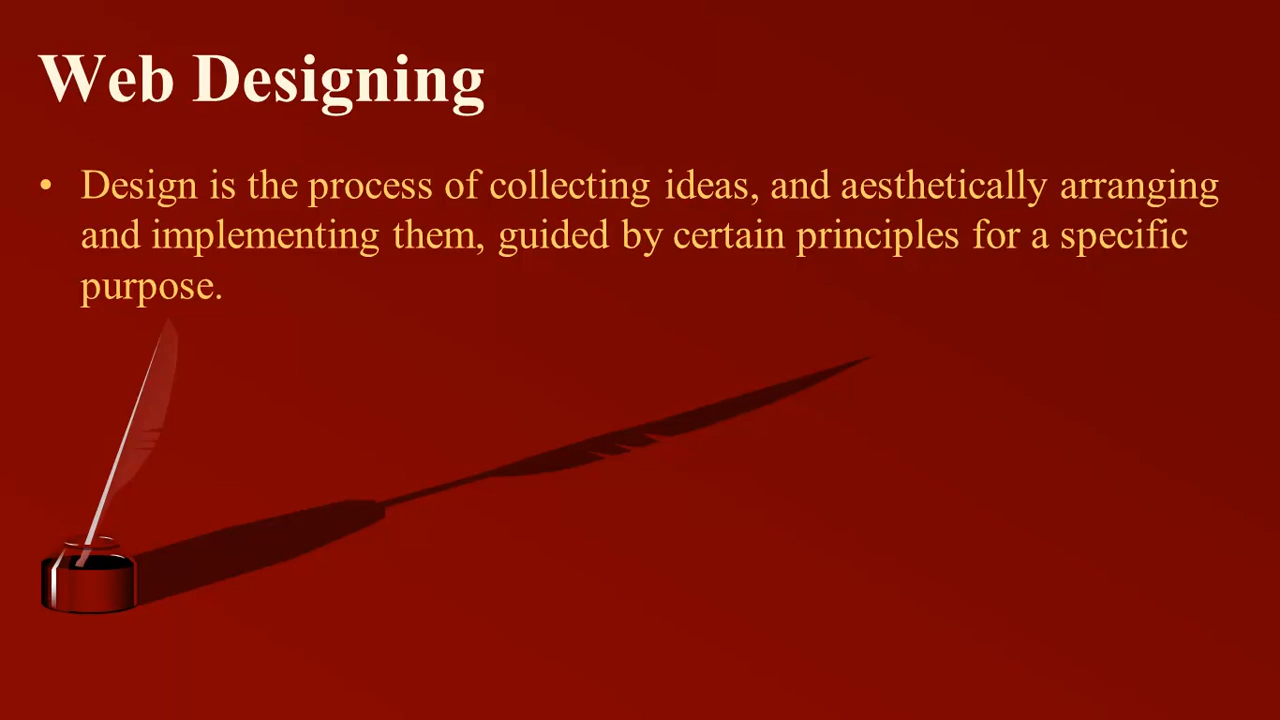 Web Designing
• Design is the process of collecting ideas, and aesthetically arranging
and implementing them, guided by certain principles for a specific
purpose.